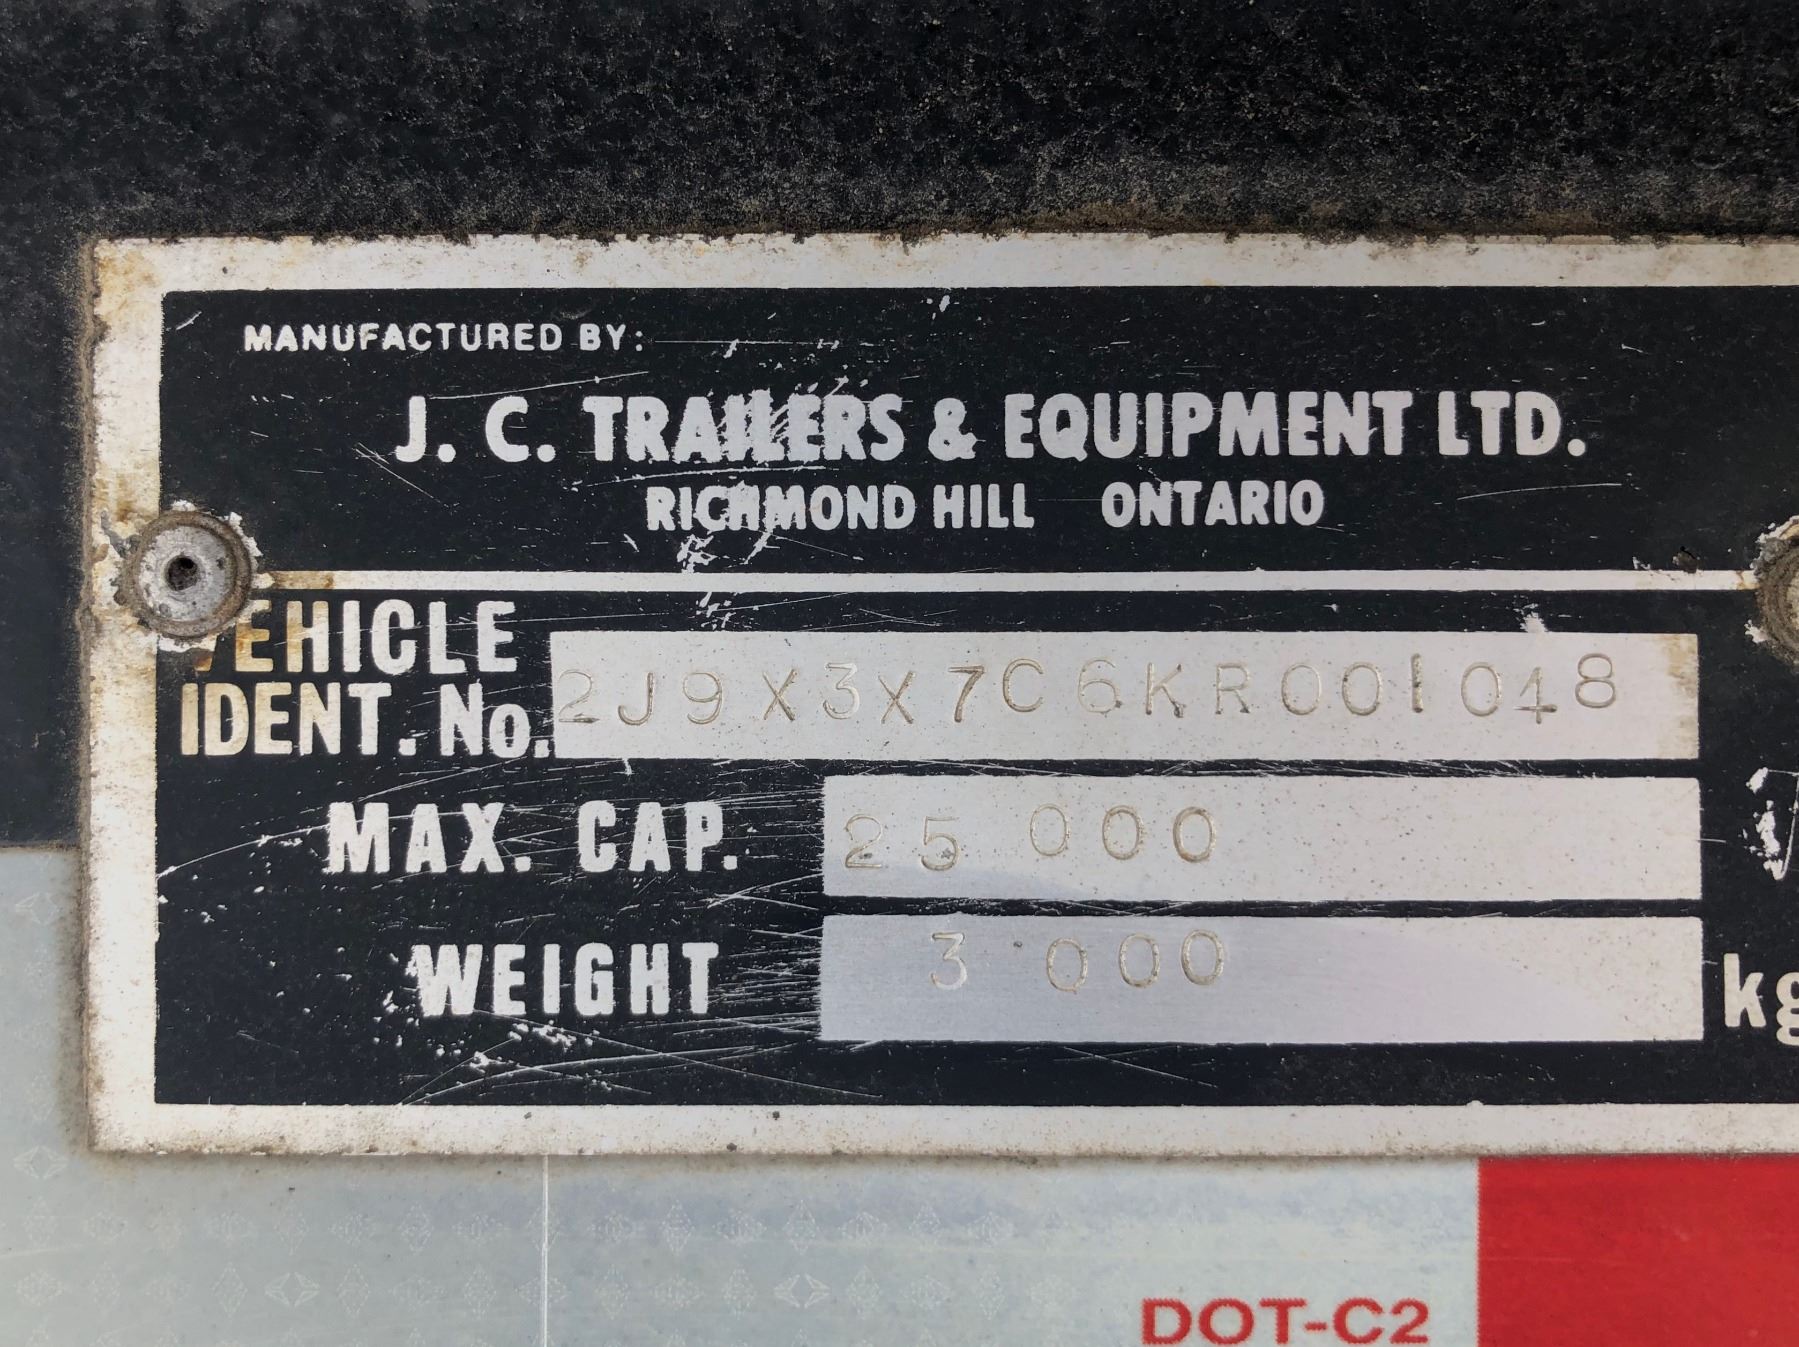 MANUFACTURED BY:
J. C. TRAILERS & EQUIPMENT LTD.
RICHMOND HILL ONTARIO
VEHICLE
IDENT. No. 2J9X3X7C6KR001048
MAX. CAP. 25 000
WEIGHT 3 000 kg
DOT-C2